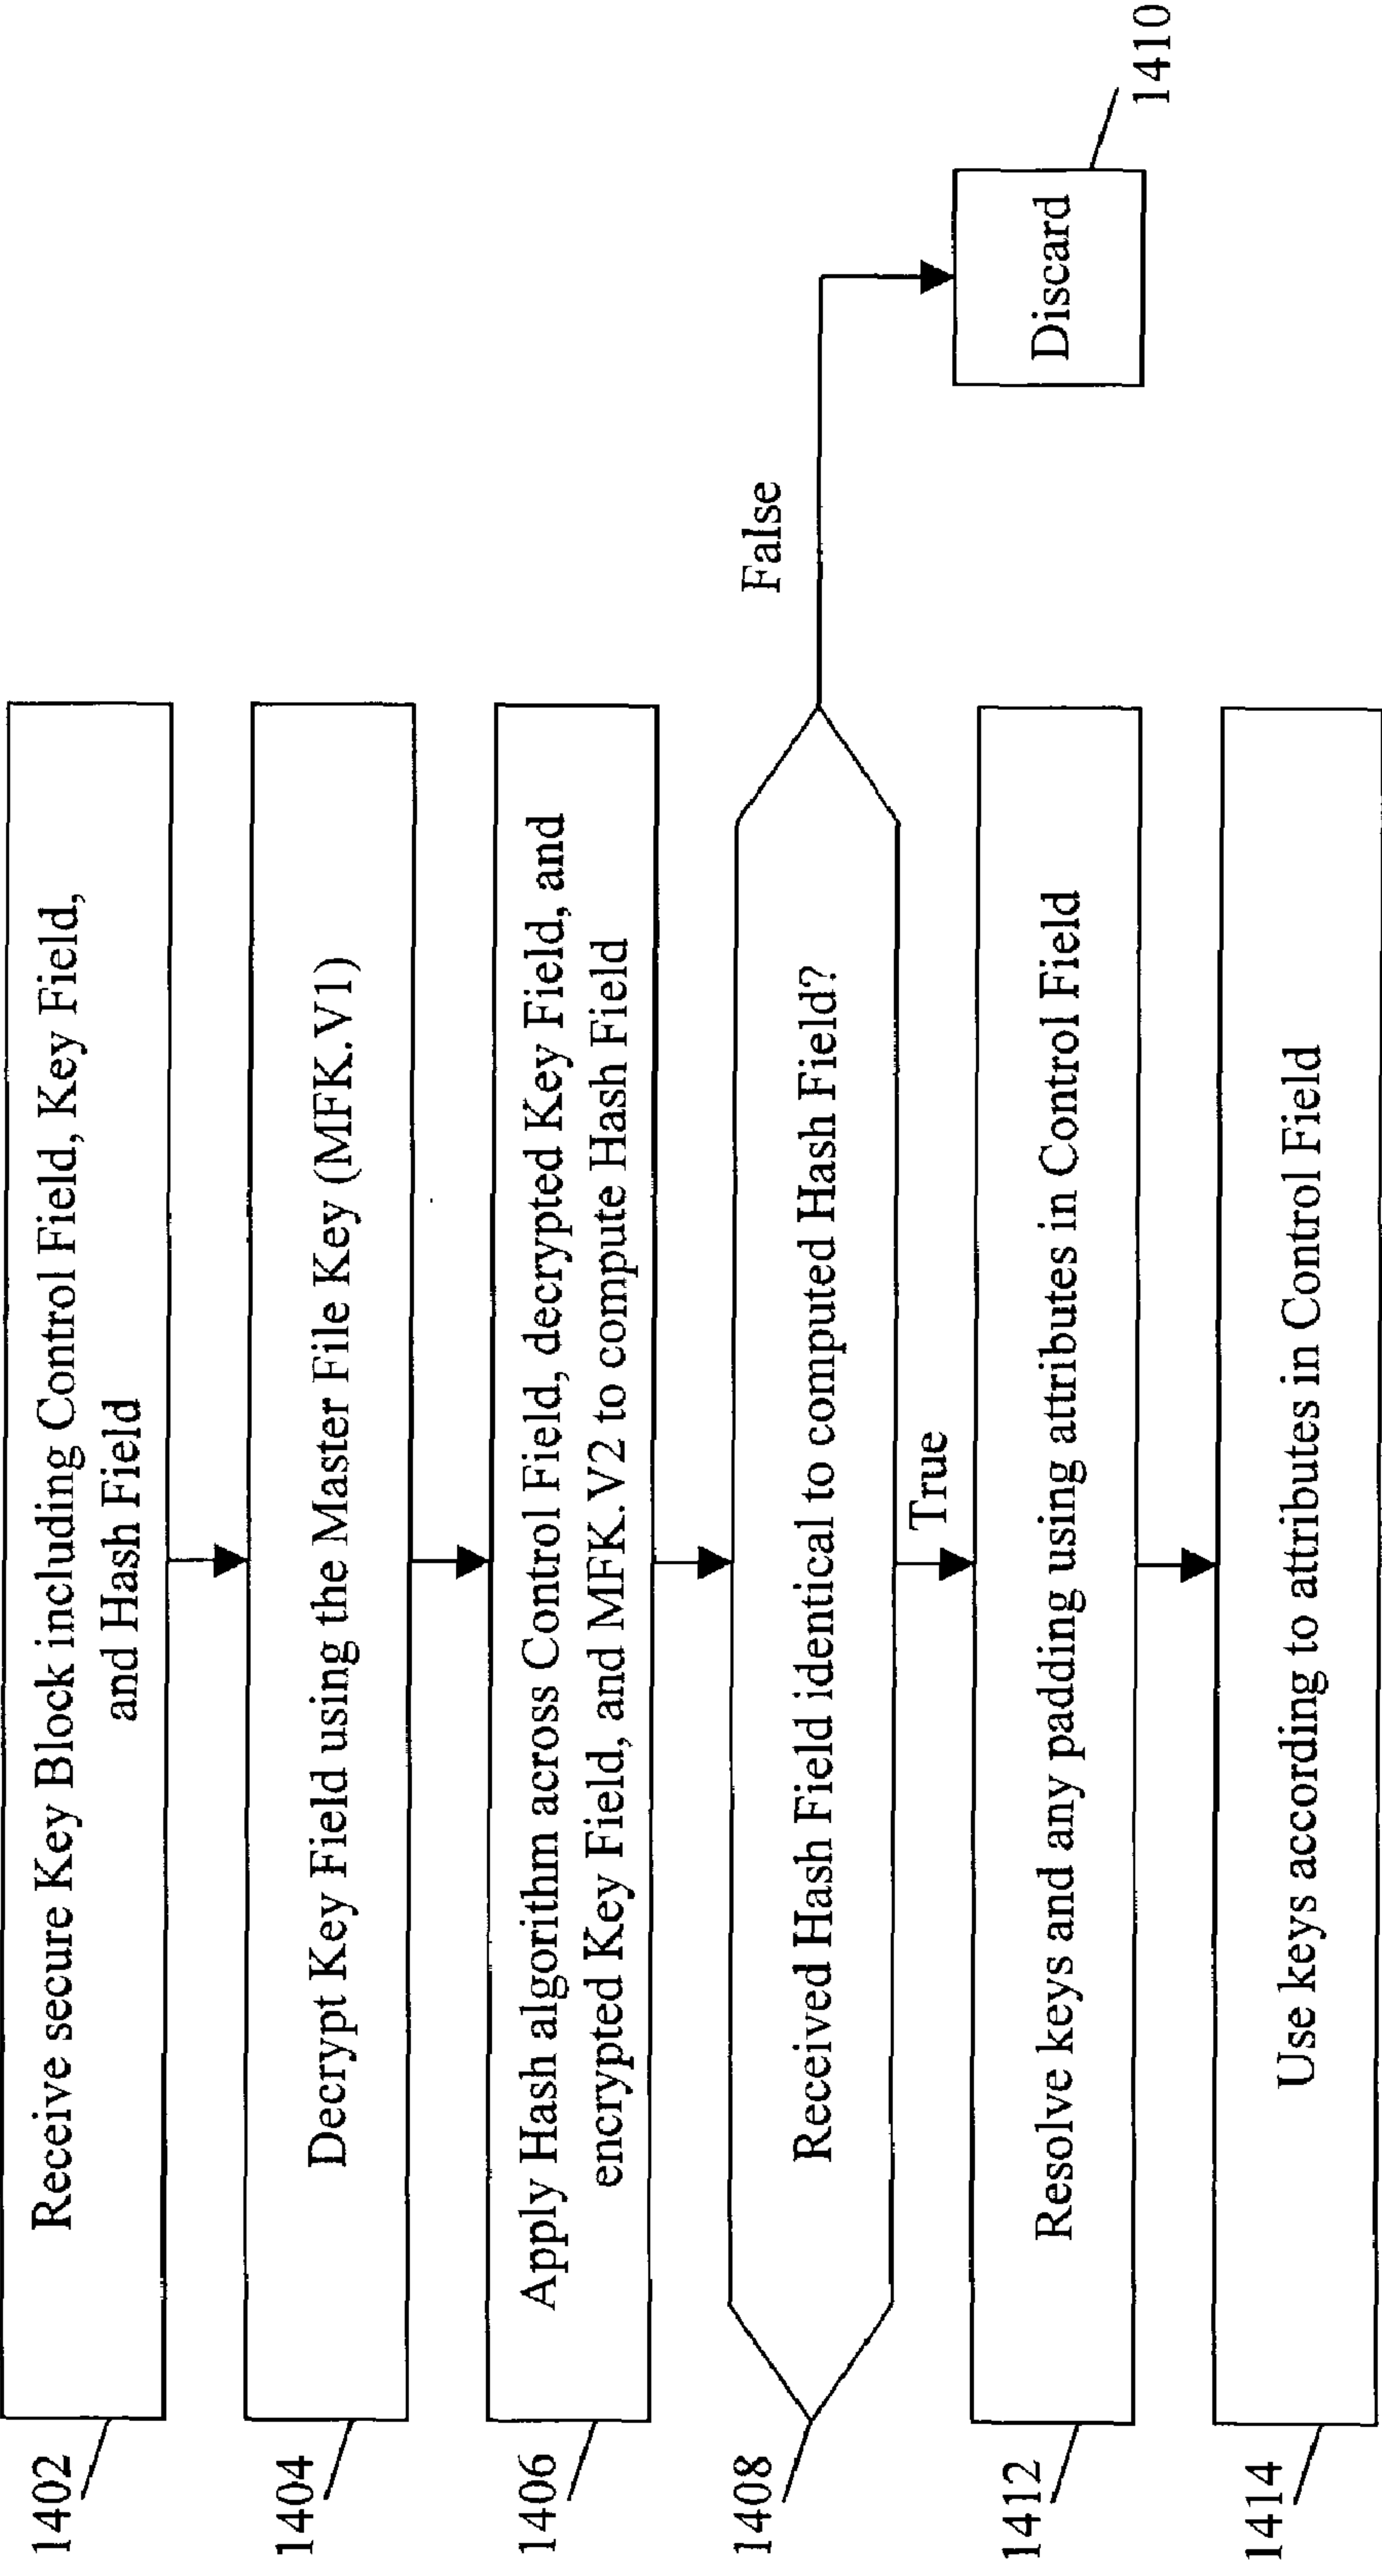 1402
Receive secure Key Block including Control Field, Key Field,
and Hash Field
1404
Decrypt Key Field using the Master File Key (MFK.V1)
1406
Apply Hash algorithm across Control Field, decrypted Key Field, and
encrypted Key Field, and MFK.V2 to compute Hash Field
1408
Received Hash Field identical to computed Hash Field?
False
Discard
1410
True
1412
Resolve keys and any padding using attributes in Control Field
1414
Use keys according to attributes in Control Field